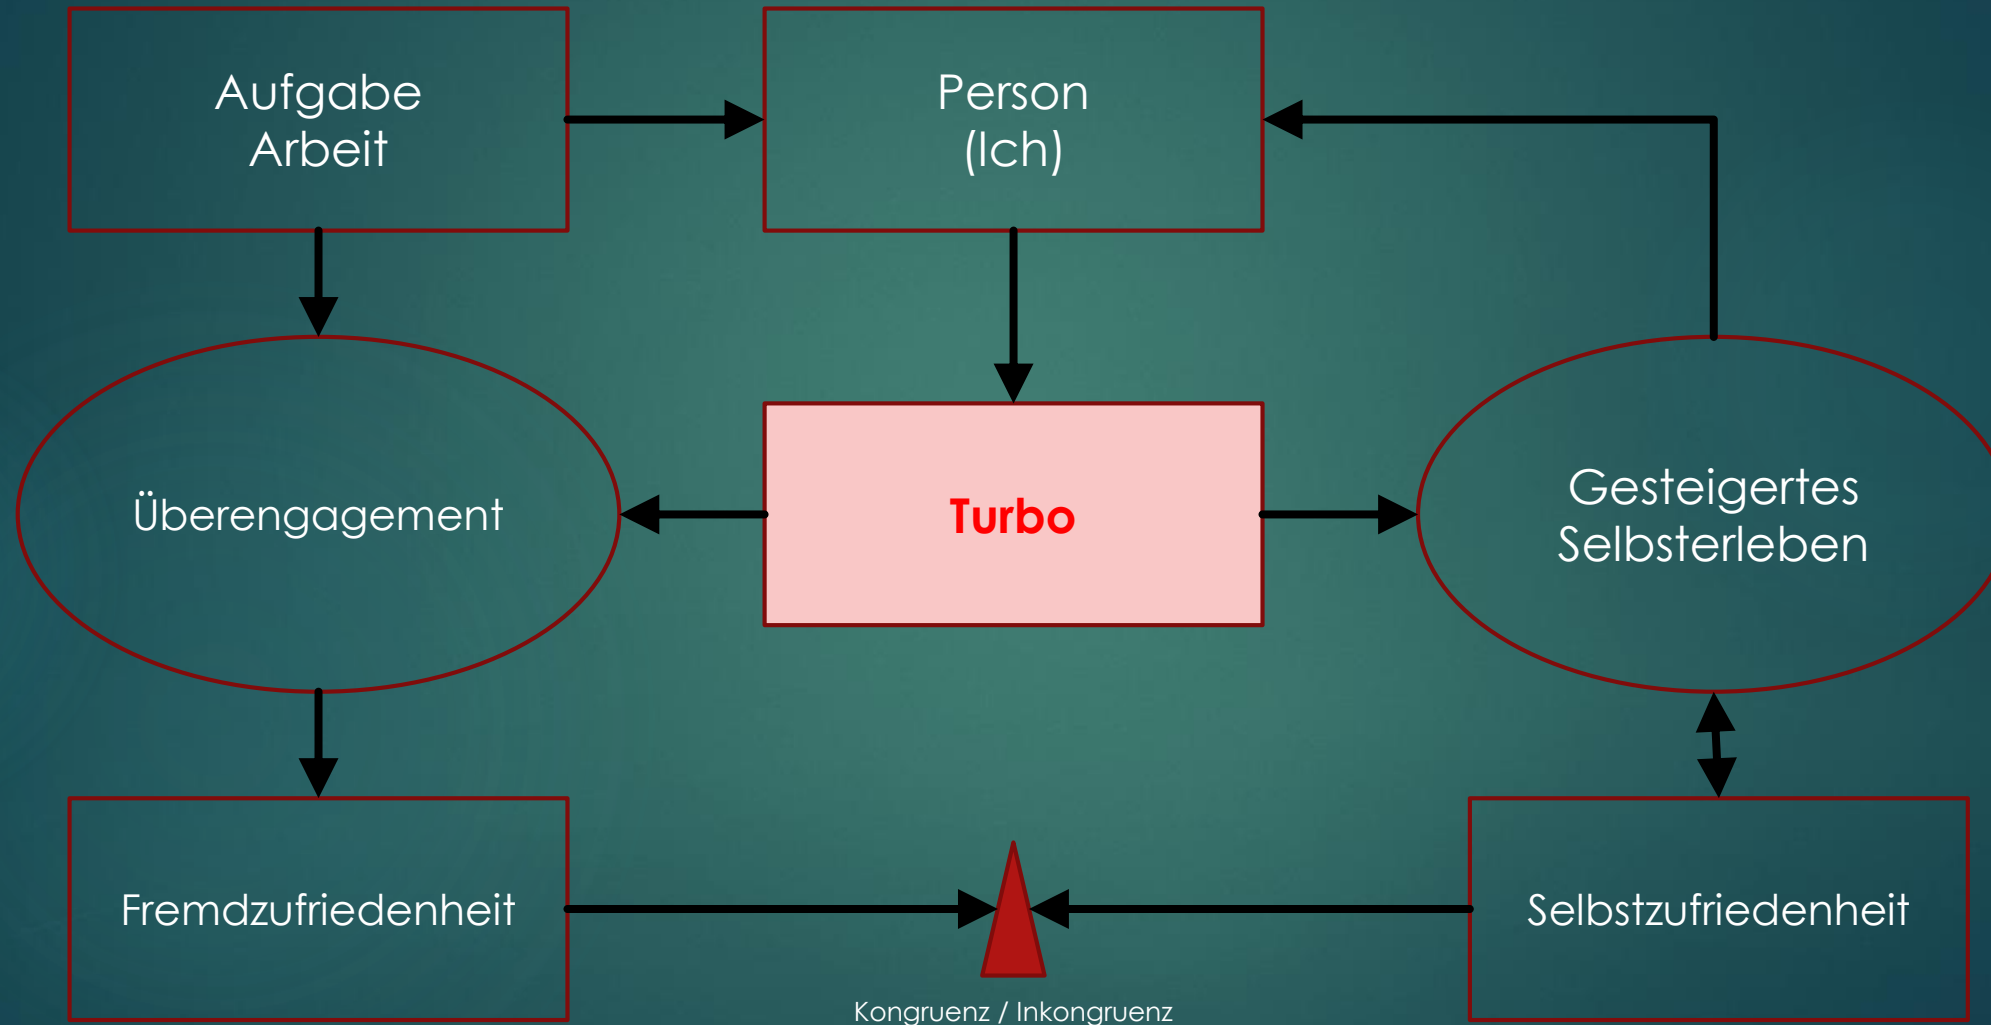 Aufgabe
Arbeit
Person
(Ich)
Überengagement
Turbo
Gesteigertes
Selbsterleben
Fremdzufriedenheit
Selbstzufriedenheit
Kongruenz / Inkongruenz